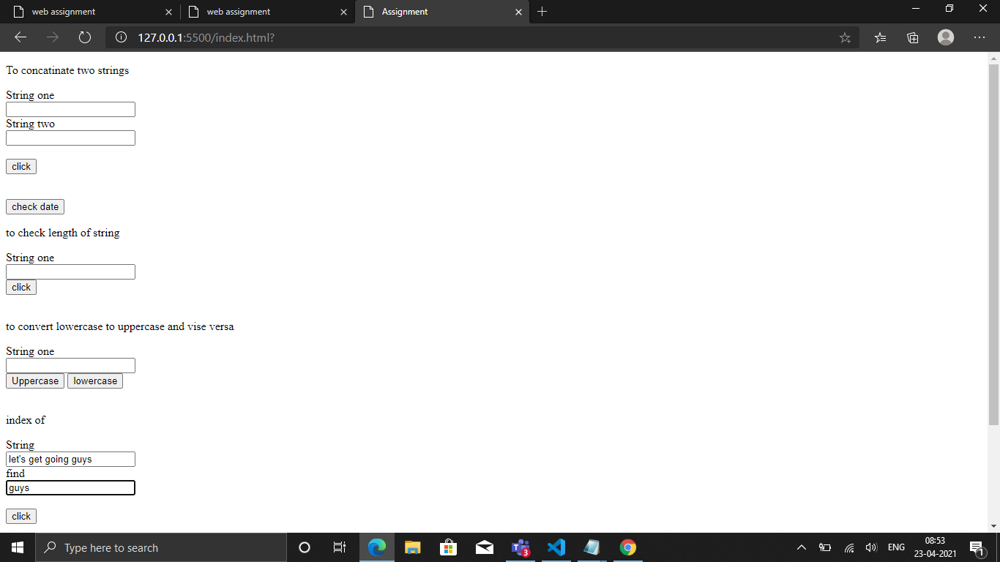 web assignment
web assignment
Assignment
127.0.0.1:5500/index.html?
To concatinate two strings
String one
String two
click
check date
to check length of string
String one
click
to convert lowercase to uppercase and vise versa
String one
Uppercase lowercase
index of
String
let's get going guys
find
guys
click
Type here to search
3
ENG
08:53
23-04-2021
1